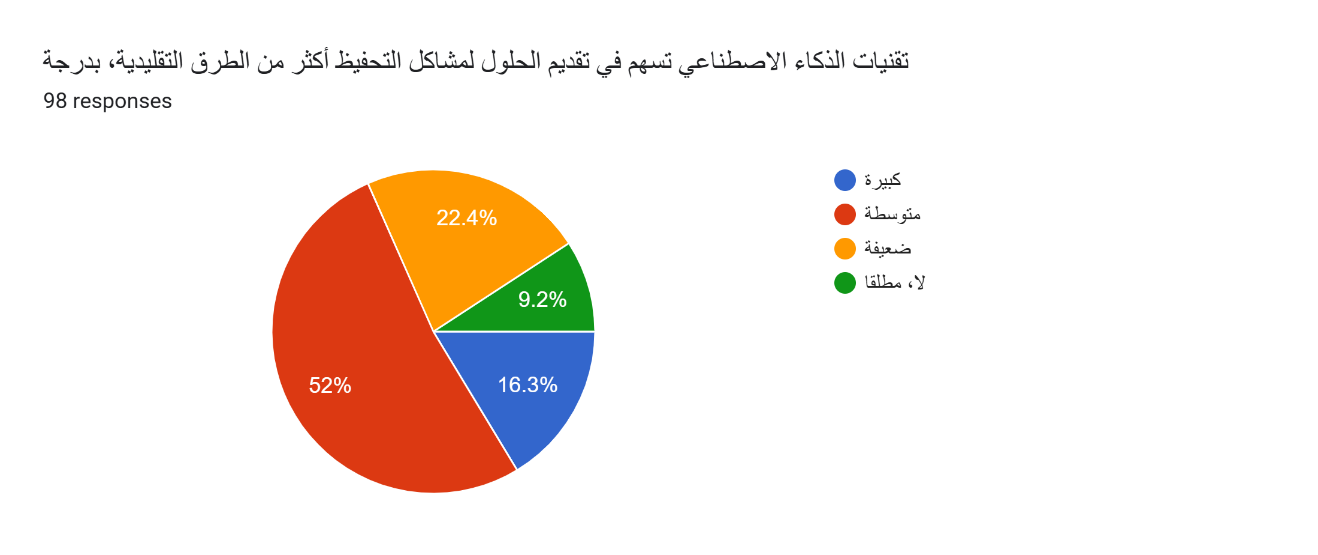 تقنيات الذكاء الاصطناعي تسهم في تقديم الحلول لمشاكل التحفيظ أكثر من الطرق التقليدية، بدرجة
98 responses
22.4%
9.2%
52%
16.3%
كبيرة
متوسطة
ضعيفة
لا، مطلقا